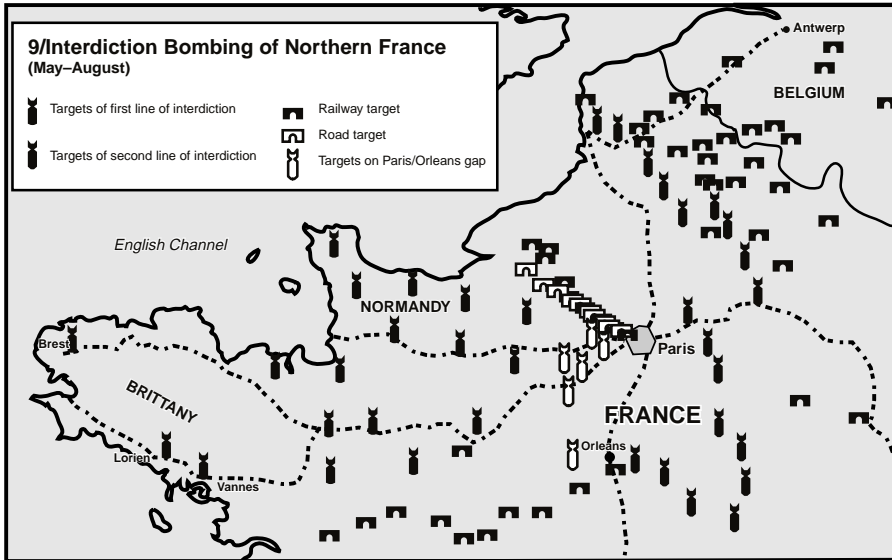 9/Interdiction Bombing of Northern France
(May–August)
Targets of first line of interdiction
Targets of second line of interdiction
Railway target
Road target
Targets on Paris/Orleans gap
Antwerp
BELGIUM
English Channel
NORMANDY
Brest
Paris
BRITTANY
FRANCE
Orleans
Lorien
Vannes